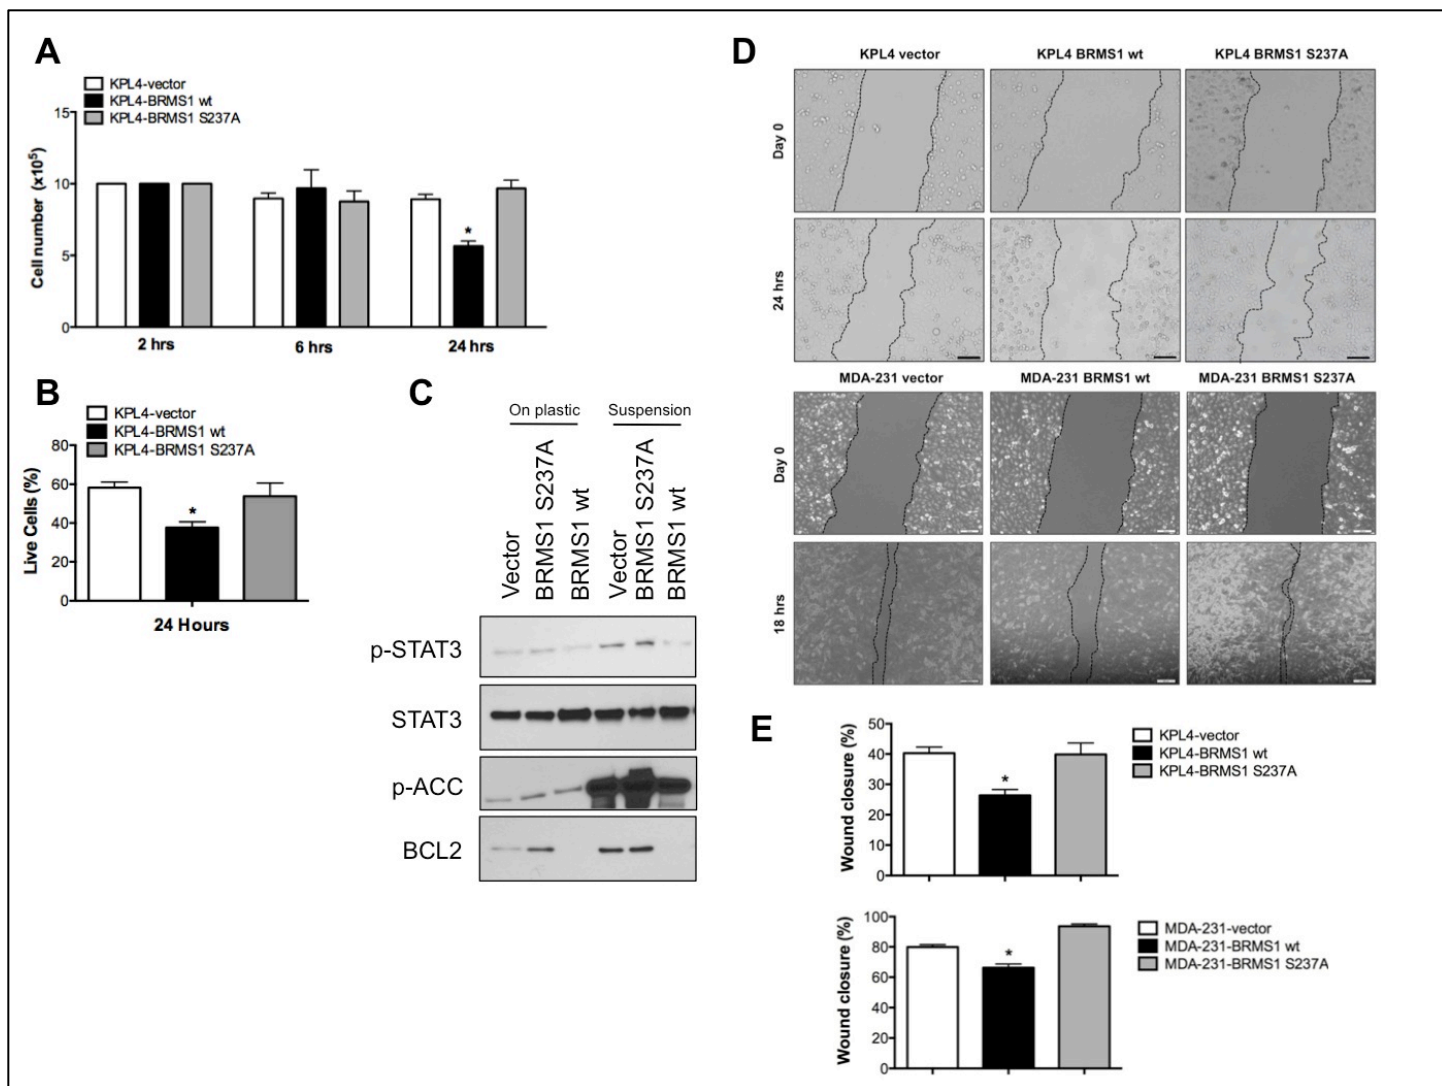 A
KPL4-vector
KPL4-BRMS1 wt
KPL4-BRMS1 S237A
Cell number (x10⁵)
15
10
5
0
*
2 hrs
6 hrs
24 hrs
B
KPL4-vector
KPL4-BRMS1 wt
KPL4-BRMS1 S237A
Live Cells (%)
80
60
40
20
0
*
24 Hours
C
On plastic
Suspension
Vector
BRMS1 S237A
BRMS1 wt
Vector
BRMS1 S237A
BRMS1 wt
p-STAT3
STAT3
p-ACC
BCL2
D
KPL4 vector
KPL4 BRMS1 wt
KPL4 BRMS1 S237A
Day 0
24 hrs
MDA-231 vector
MDA-231 BRMS1 wt
MDA-231 BRMS1 S237A
Day 0
18 hrs
E
Wound closure (%)
50
40
30
20
10
0
*
KPL4-vector
KPL4-BRMS1 wt
KPL4-BRMS1 S237A
Wound closure (%)
100
80
60
40
20
0
*
MDA-231-vector
MDA-231-BRMS1 wt
MDA-231-BRMS1 S237A